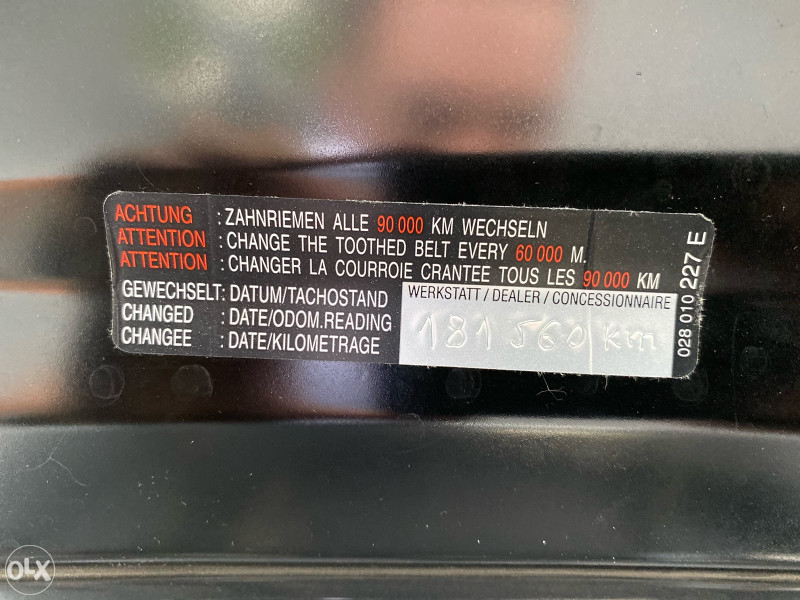 ACHTUNG : ZAHNRIEMEN ALLE 90 000 KM WECHSELN
ATTENTION : CHANGE THE TOOTHED BELT EVERY 60 000 M.
ATTENTION : CHANGER LA COURROIE CRANTEE TOUS LES 90 000 KM
GEWECHSELT: DATUM/TACHOSTAND
CHANGED : DATE/ODOM.READING
CHANGEE : DATE/KILOMETRAGE
WERKSTATT / DEALER / CONCESSIONNAIRE
181 560 km
028 010 227 E
OLX